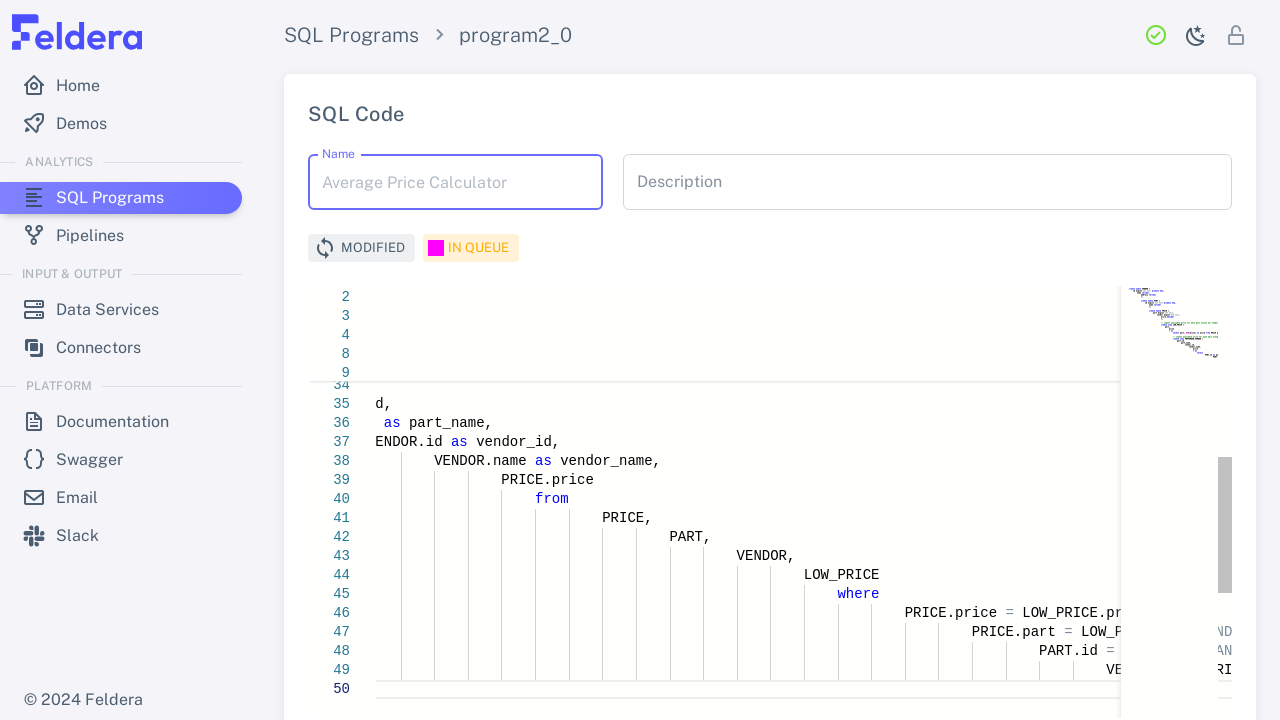 Feldera
SQL Programs
program2_0
Home
Demos
ANALYTICS
SQL Programs
Pipelines
INPUT & OUTPUT
Data Services
Connectors
PLATFORM
Documentation
Swagger
Email
Slack
© 2024 Feldera
SQL Code
Name
Average Price Calculator
Description
MODIFIED
IN QUEUE
2
3
4
8
9
34
35 d,
36 as part_name,
37 ENDOR.id as vendor_id,
38 VENDOR.name as vendor_name,
39 PRICE.price
40 from
41 PRICE,
42 PART,
43 VENDOR,
44 LOW_PRICE
45 where
46 PRICE.price = LOW_PRICE.pr
47 PRICE.part = LOW_P ND
48 PART.id = AN
49 VE RI
50